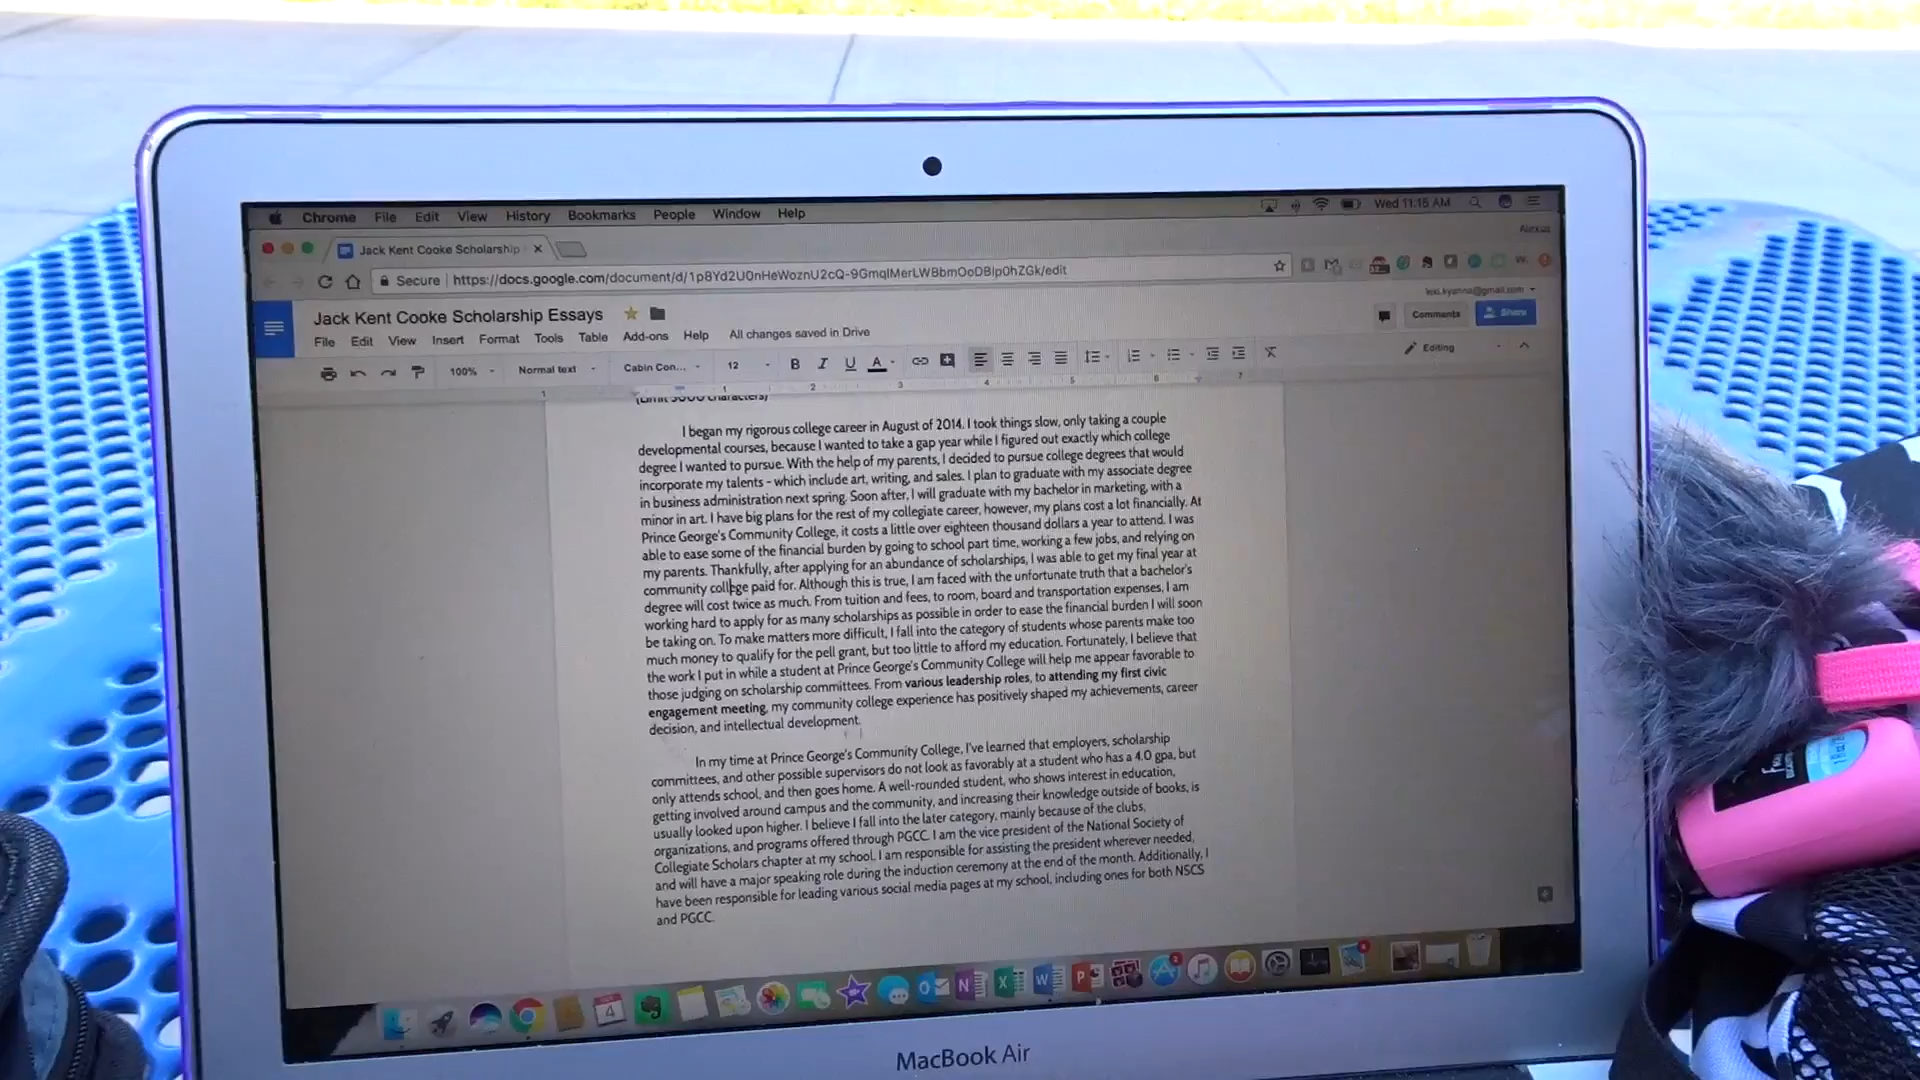 Chrome File Edit View History Bookmarks People Window Help Wed 11:15 AM
Alexus
Jack Kent Cooke Scholarship
Secure https://docs.google.com/document/d/1p8Yd2U0nHeWoznU2cQ-9GmqIMerLWBbmOoDBIp0hZGk/edit
Jack Kent Cooke Scholarship Essays
Comments Share
File Edit View Insert Format Tools Table Add-ons Help All changes saved in Drive
100% Normal text Cabin Con... 12 B I U A Editing
1 1 2 3 4 5 6 7
(Limit 5000 characters)
I began my rigorous college career in August of 2014. I took things slow, only taking a couple
developmental courses, because I wanted to take a gap year while I figured out exactly which college
degree I wanted to pursue. With the help of my parents, I decided to pursue college degrees that would
incorporate my talents - which include art, writing, and sales. I plan to graduate with my associate degree
in business administration next spring. Soon after, I will graduate with my bachelor in marketing, with a
minor in art. I have big plans for the rest of my collegiate career, however, my plans cost a lot financially. At
Prince George's Community College, it costs a little over eighteen thousand dollars a year to attend. I was
able to ease some of the financial burden by going to school part time, working a few jobs, and relying on
my parents. Thankfully, after applying for an abundance of scholarships, I was able to get my final year at
community college paid for. Although this is true, I am faced with the unfortunate truth that a bachelor's
degree will cost twice as much. From tuition and fees, to room, board and transportation expenses, I am
working hard to apply for as many scholarships as possible in order to ease the financial burden I will soon
be taking on. To make matters more difficult, I fall into the category of students whose parents make too
much money to qualify for the pell grant, but too little to afford my education. Fortunately, I believe that
the work I put in while a student at Prince George's Community College will help me appear favorable to
those judging on scholarship committees. From various leadership roles, to attending my first civic
engagement meeting, my community college experience has positively shaped my achievements, career
decision, and intellectual development.
In my time at Prince George's Community College, I've learned that employers, scholarship
committees, and other possible supervisors do not look as favorably at a student who has a 4.0 gpa, but
only attends school, and then goes home. A well-rounded student, who shows interest in education,
getting involved around campus and the community, and increasing their knowledge outside of books, is
usually looked upon higher. I believe I fall into the later category, mainly because of the clubs,
organizations, and programs offered through PGCC. I am the vice president of the National Society of
Collegiate Scholars chapter at my school. I am responsible for assisting the president wherever needed,
and will have a major speaking role during the induction ceremony at the end of the month. Additionally, I
have been responsible for leading various social media pages at my school, including ones for both NSCS
and PGCC.
4
MacBook Air